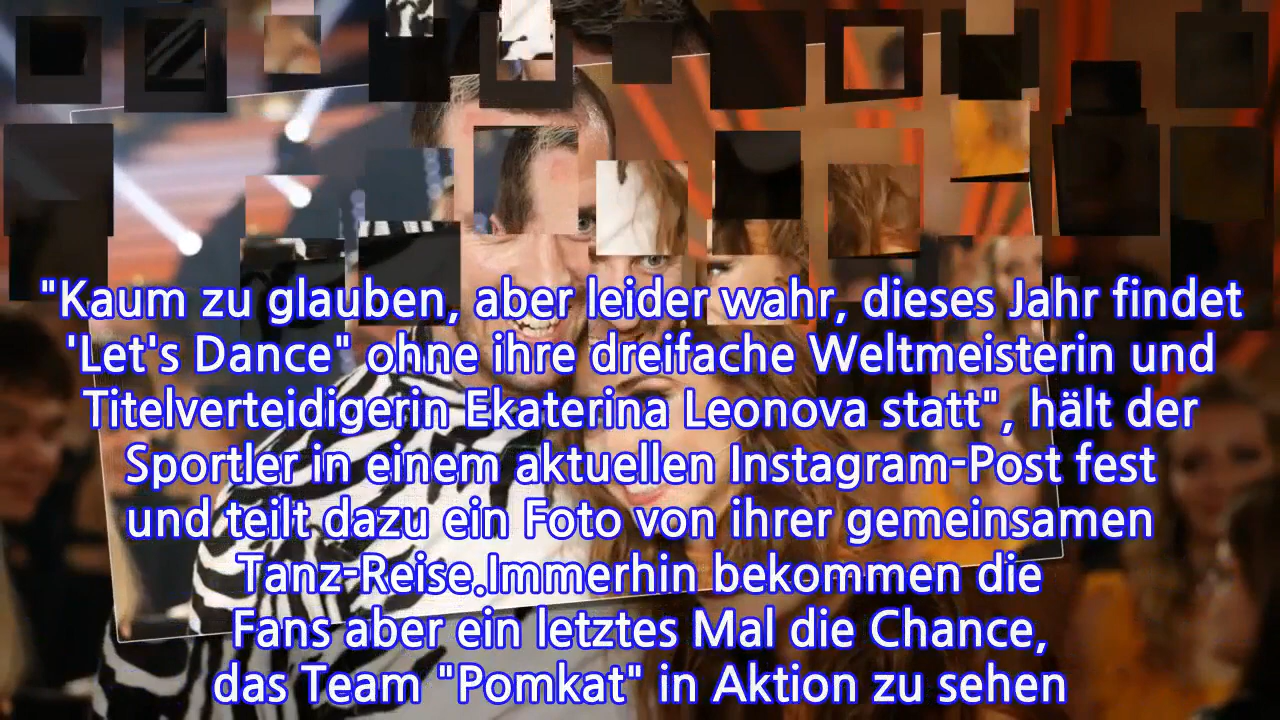 "Kaum zu glauben, aber leider wahr, dieses Jahr findet
'Let's Dance" ohne ihre dreifache Weltmeisterin und
Titelverteidigerin Ekaterina Leonova statt", hält der
Sportler in einem aktuellen Instagram-Post fest
und teilt dazu ein Foto von ihrer gemeinsamen
Tanz-Reise.Immerhin bekommen die
Fans aber ein letztes Mal die Chance,
das Team "Pomkat" in Aktion zu sehen